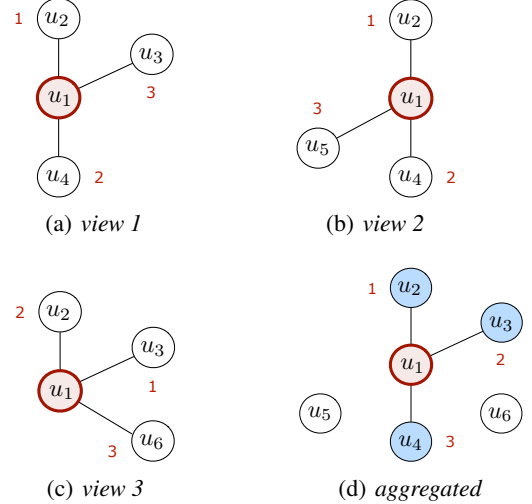 1 u2
u3
u1
3
u4 2
(a) view 1
1 u2
u1
3
u5
u4 2
(b) view 2
2 u2
u3
u1 1
3 u6
(c) view 3
1 u2
u3
u1
2
u5 u6
u4 3
(d) aggregated